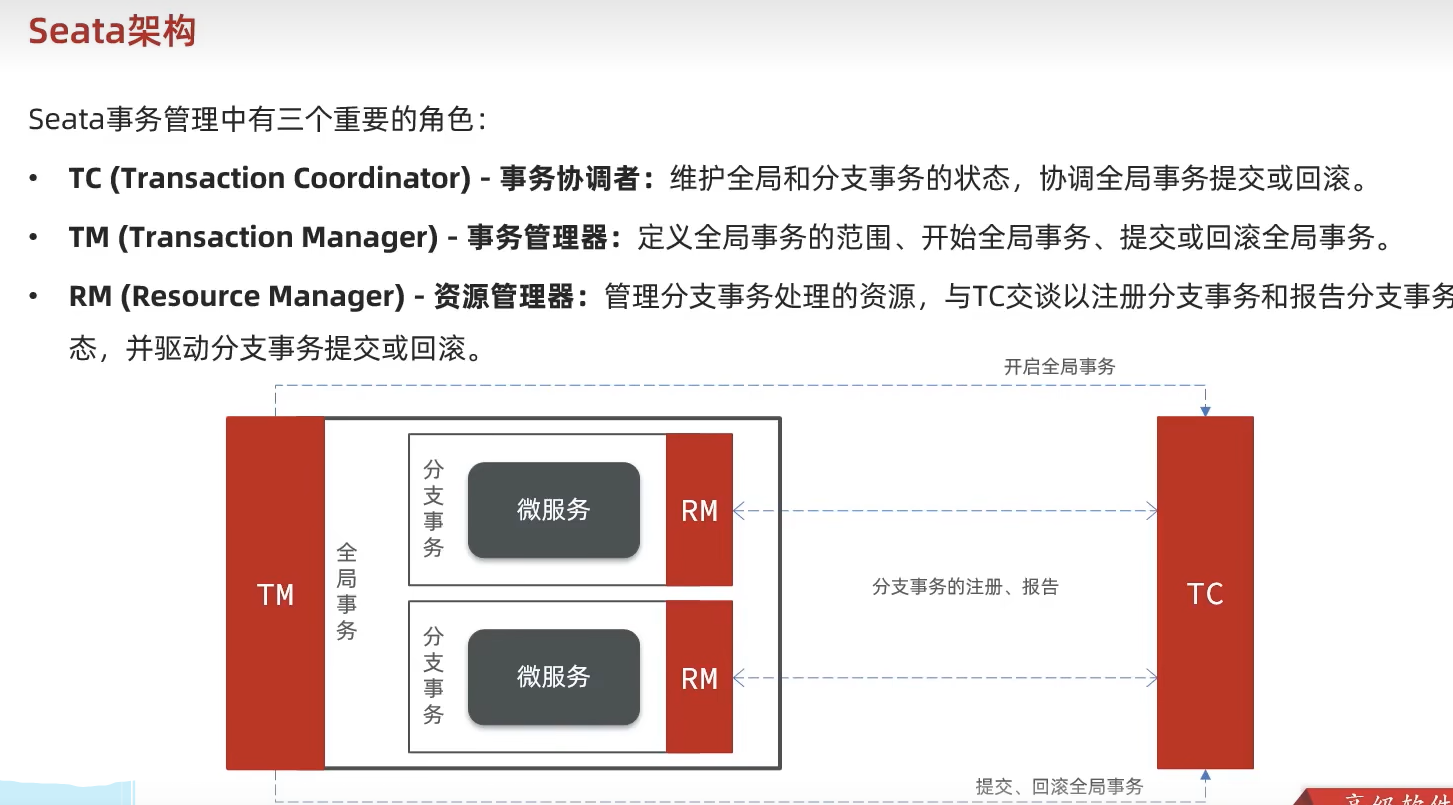 Seata架构
Seata事务管理中有三个重要的角色：
• TC (Transaction Coordinator) - 事务协调者：维护全局和分支事务的状态，协调全局事务提交或回滚。
• TM (Transaction Manager) - 事务管理器：定义全局事务的范围、开始全局事务、提交或回滚全局事务。
• RM (Resource Manager) - 资源管理器：管理分支事务处理的资源，与TC交谈以注册分支事务和报告分支事务
态，并驱动分支事务提交或回滚。
开启全局事务
TM
全局事务
分支事务
微服务
RM
分支事务的注册、报告
TC
分支事务
微服务
RM
提交、回滚全局事务
高级软件